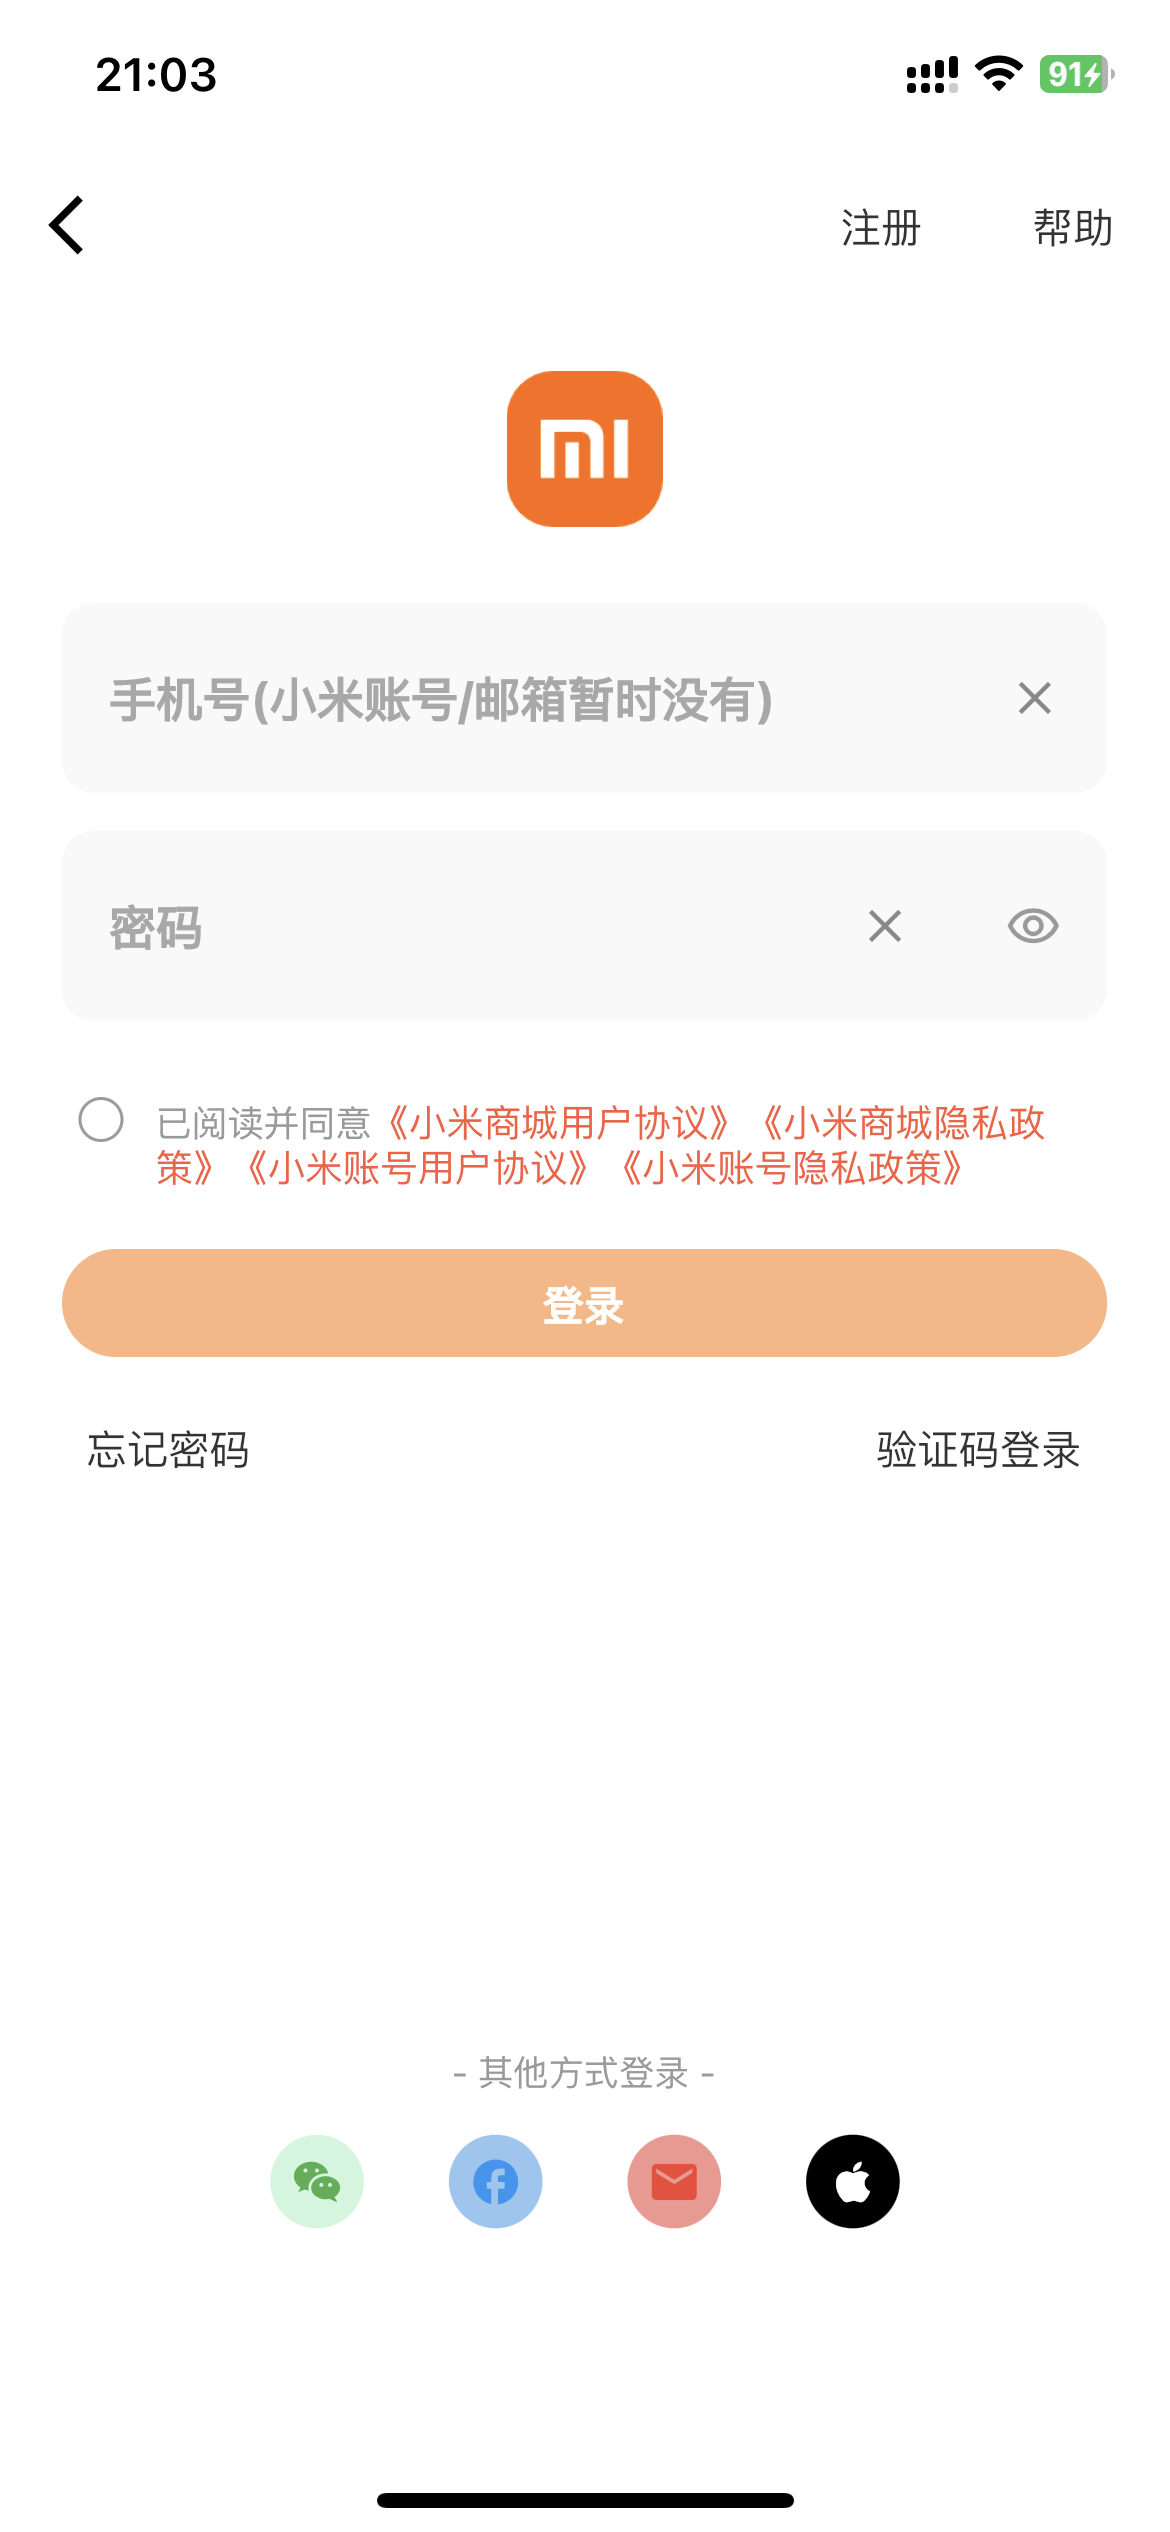 21:03
91
注册
帮助
mi
手机号(小米账号/邮箱暂时没有)
密码
已阅读并同意《小米商城用户协议》《小米商城隐私政
策》《小米账号用户协议》《小米账号隐私政策》
登录
忘记密码
验证码登录
- 其他方式登录 -